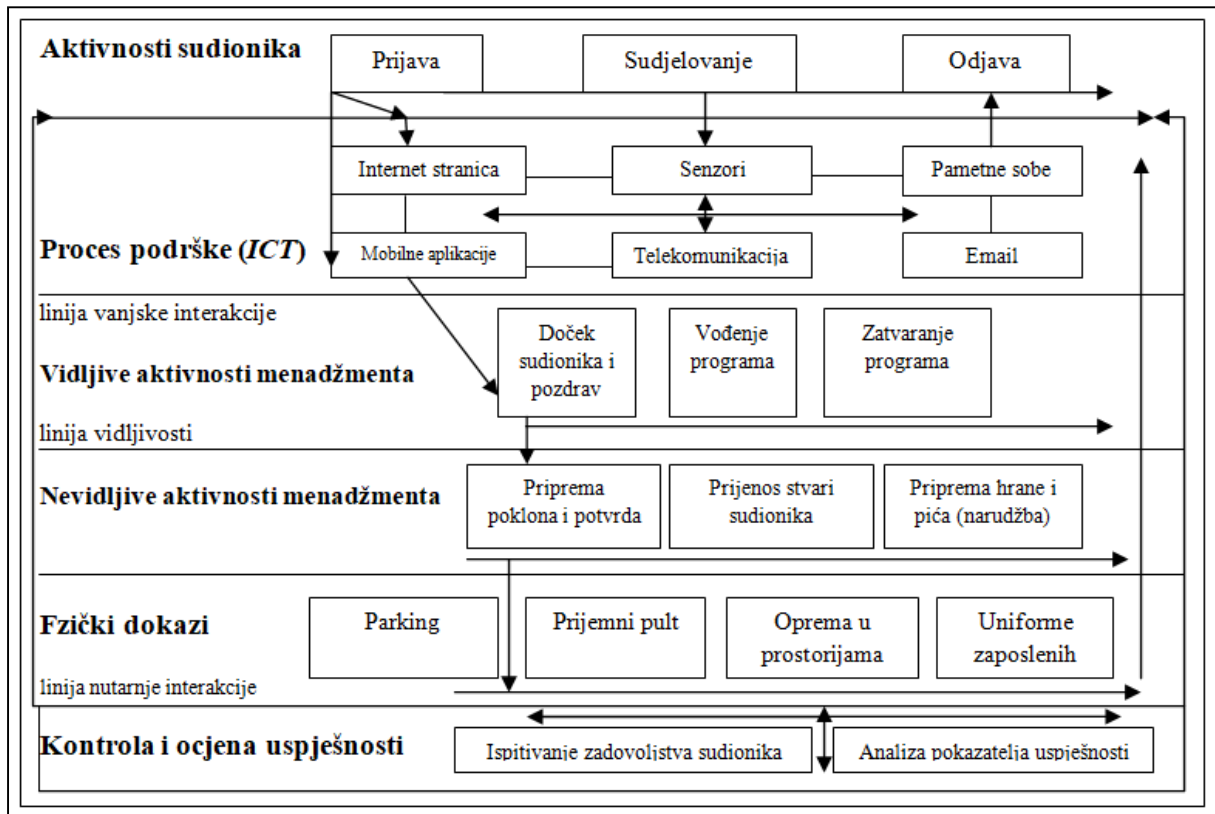 Aktivnosti sudionika
Prijava
Sudjelovanje
Odjava
Internet stranica
Senzori
Pametne sobe
Proces podrške (ICT)
Mobilne aplikacije
Telekomunikacija
Email
linija vanjske interakcije
Vidljive aktivnosti menadžmenta
Doček
sudionika i
pozdrav
Vođenje
programa
Zatvaranje
programa
linija vidljivosti
Nevidljive aktivnosti menadžmenta
Priprema
poklona i potvrda
Prijenos stvari
sudionika
Priprema hrane i
pića (narudžba)
Fzički dokazi
Parking
Prijemni pult
Oprema u
prostorijama
Uniforme
zaposlenih
linija nutarnje interakcije
Kontrola i ocjena uspješnosti
Ispitivanje zadovoljstva sudionika
Analiza pokazatelja uspješnosti